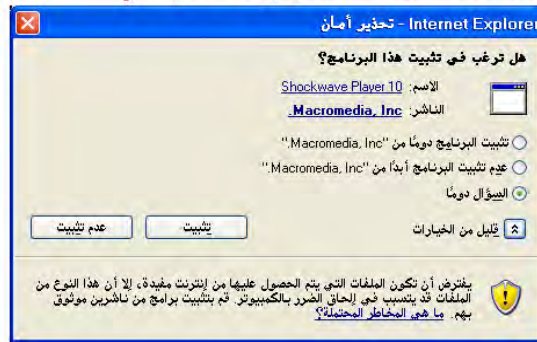 Internet Explorer - تحذير أمان
هل ترغب في تثبيت هذا البرنامج؟
الاسم: Shockwave Player 10
الناشر: Macromedia, Inc.
تثبيت البرنامج دومًا من "Macromedia, Inc."
عدم تثبيت البرنامج أبدًا من "Macromedia, Inc."
السؤال دومًا
قليل من الخيارات
تثبيت
عدم تثبيت
يفترض أن تكون الملفات التي يتم الحصول عليها من إنترنت مفيدة، إلا أن هذا النوع من
الملفات قد يتسبب في إلحاق الضرر بالكمبيوتر. قم بتثبيت برامج من ناشرين موثوق
بهم. ما هي المخاطر المحتملة؟